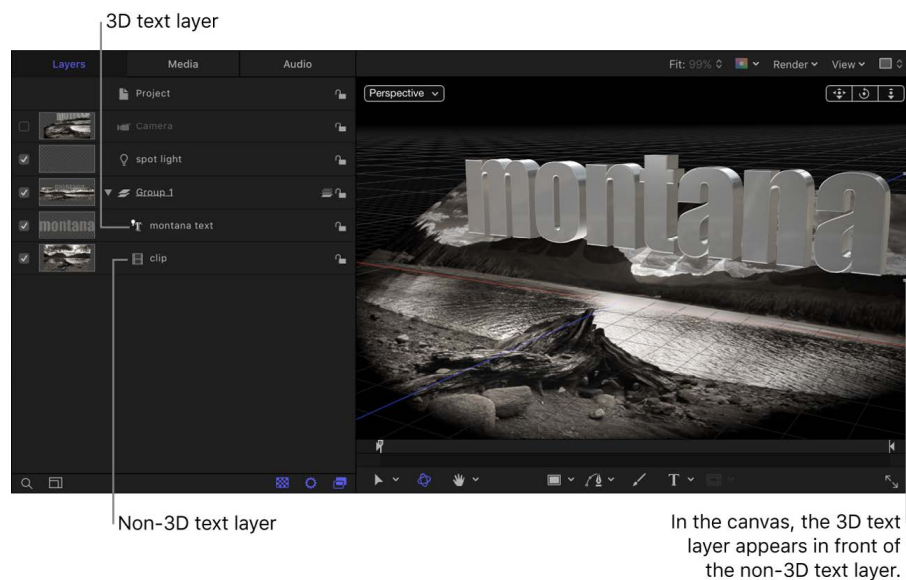 3D text layer
Layers
Media
Audio
Fit: 99%
Render
View
Project
Perspective
Camera
spot light
Group 1
montana
montana
montana text
clip
Non-3D text layer
In the canvas, the 3D text
layer appears in front of
the non-3D text layer.